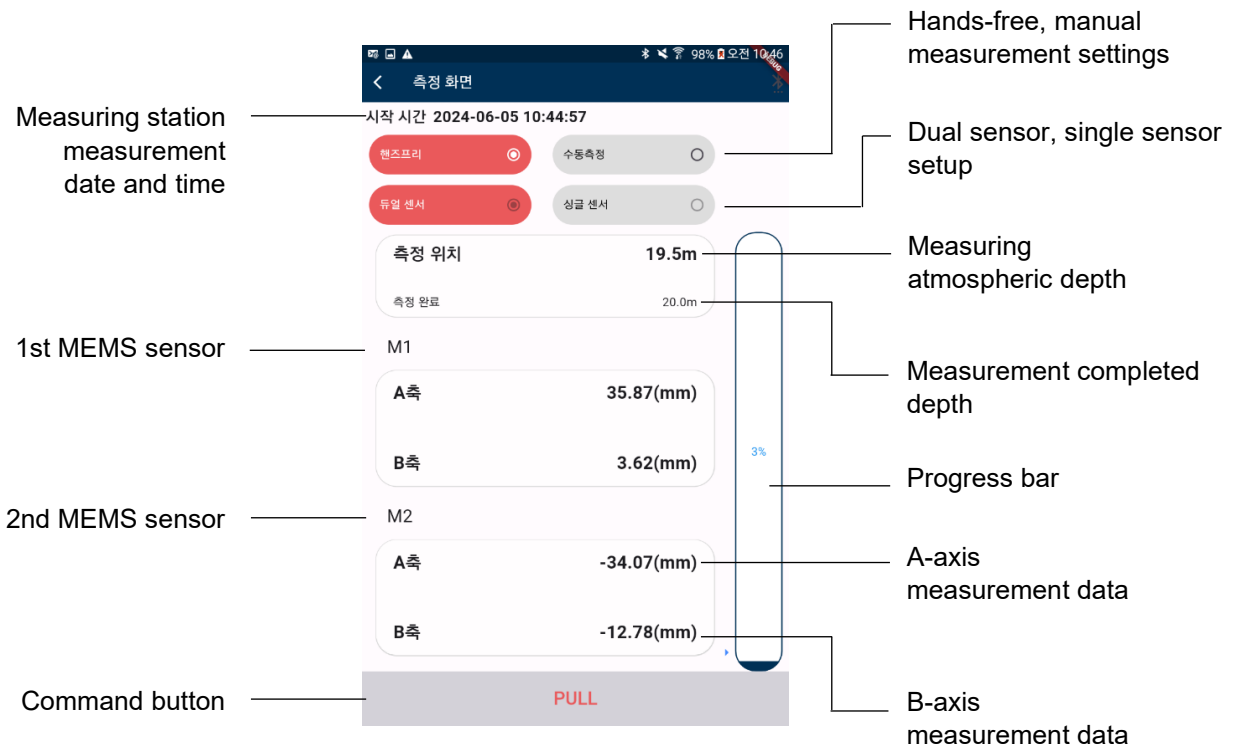 Hands-free, manual
measurement settings
98% 오전 10:46
DEBUG
측정 화면
Measuring station
measurement
date and time
시작 시간 2024-06-05 10:44:57
핸즈프리
수동측정
Dual sensor, single sensor
setup
듀얼 센서
싱글 센서
측정 위치 19.5m
Measuring
atmospheric depth
측정 완료 20.0m
1st MEMS sensor
M1
Measurement completed
depth
A축 35.87(mm)
3%
B축 3.62(mm)
Progress bar
2nd MEMS sensor
M2
A축 -34.07(mm)
A-axis
measurement data
B축 -12.78(mm)
Command button
PULL
B-axis
measurement data